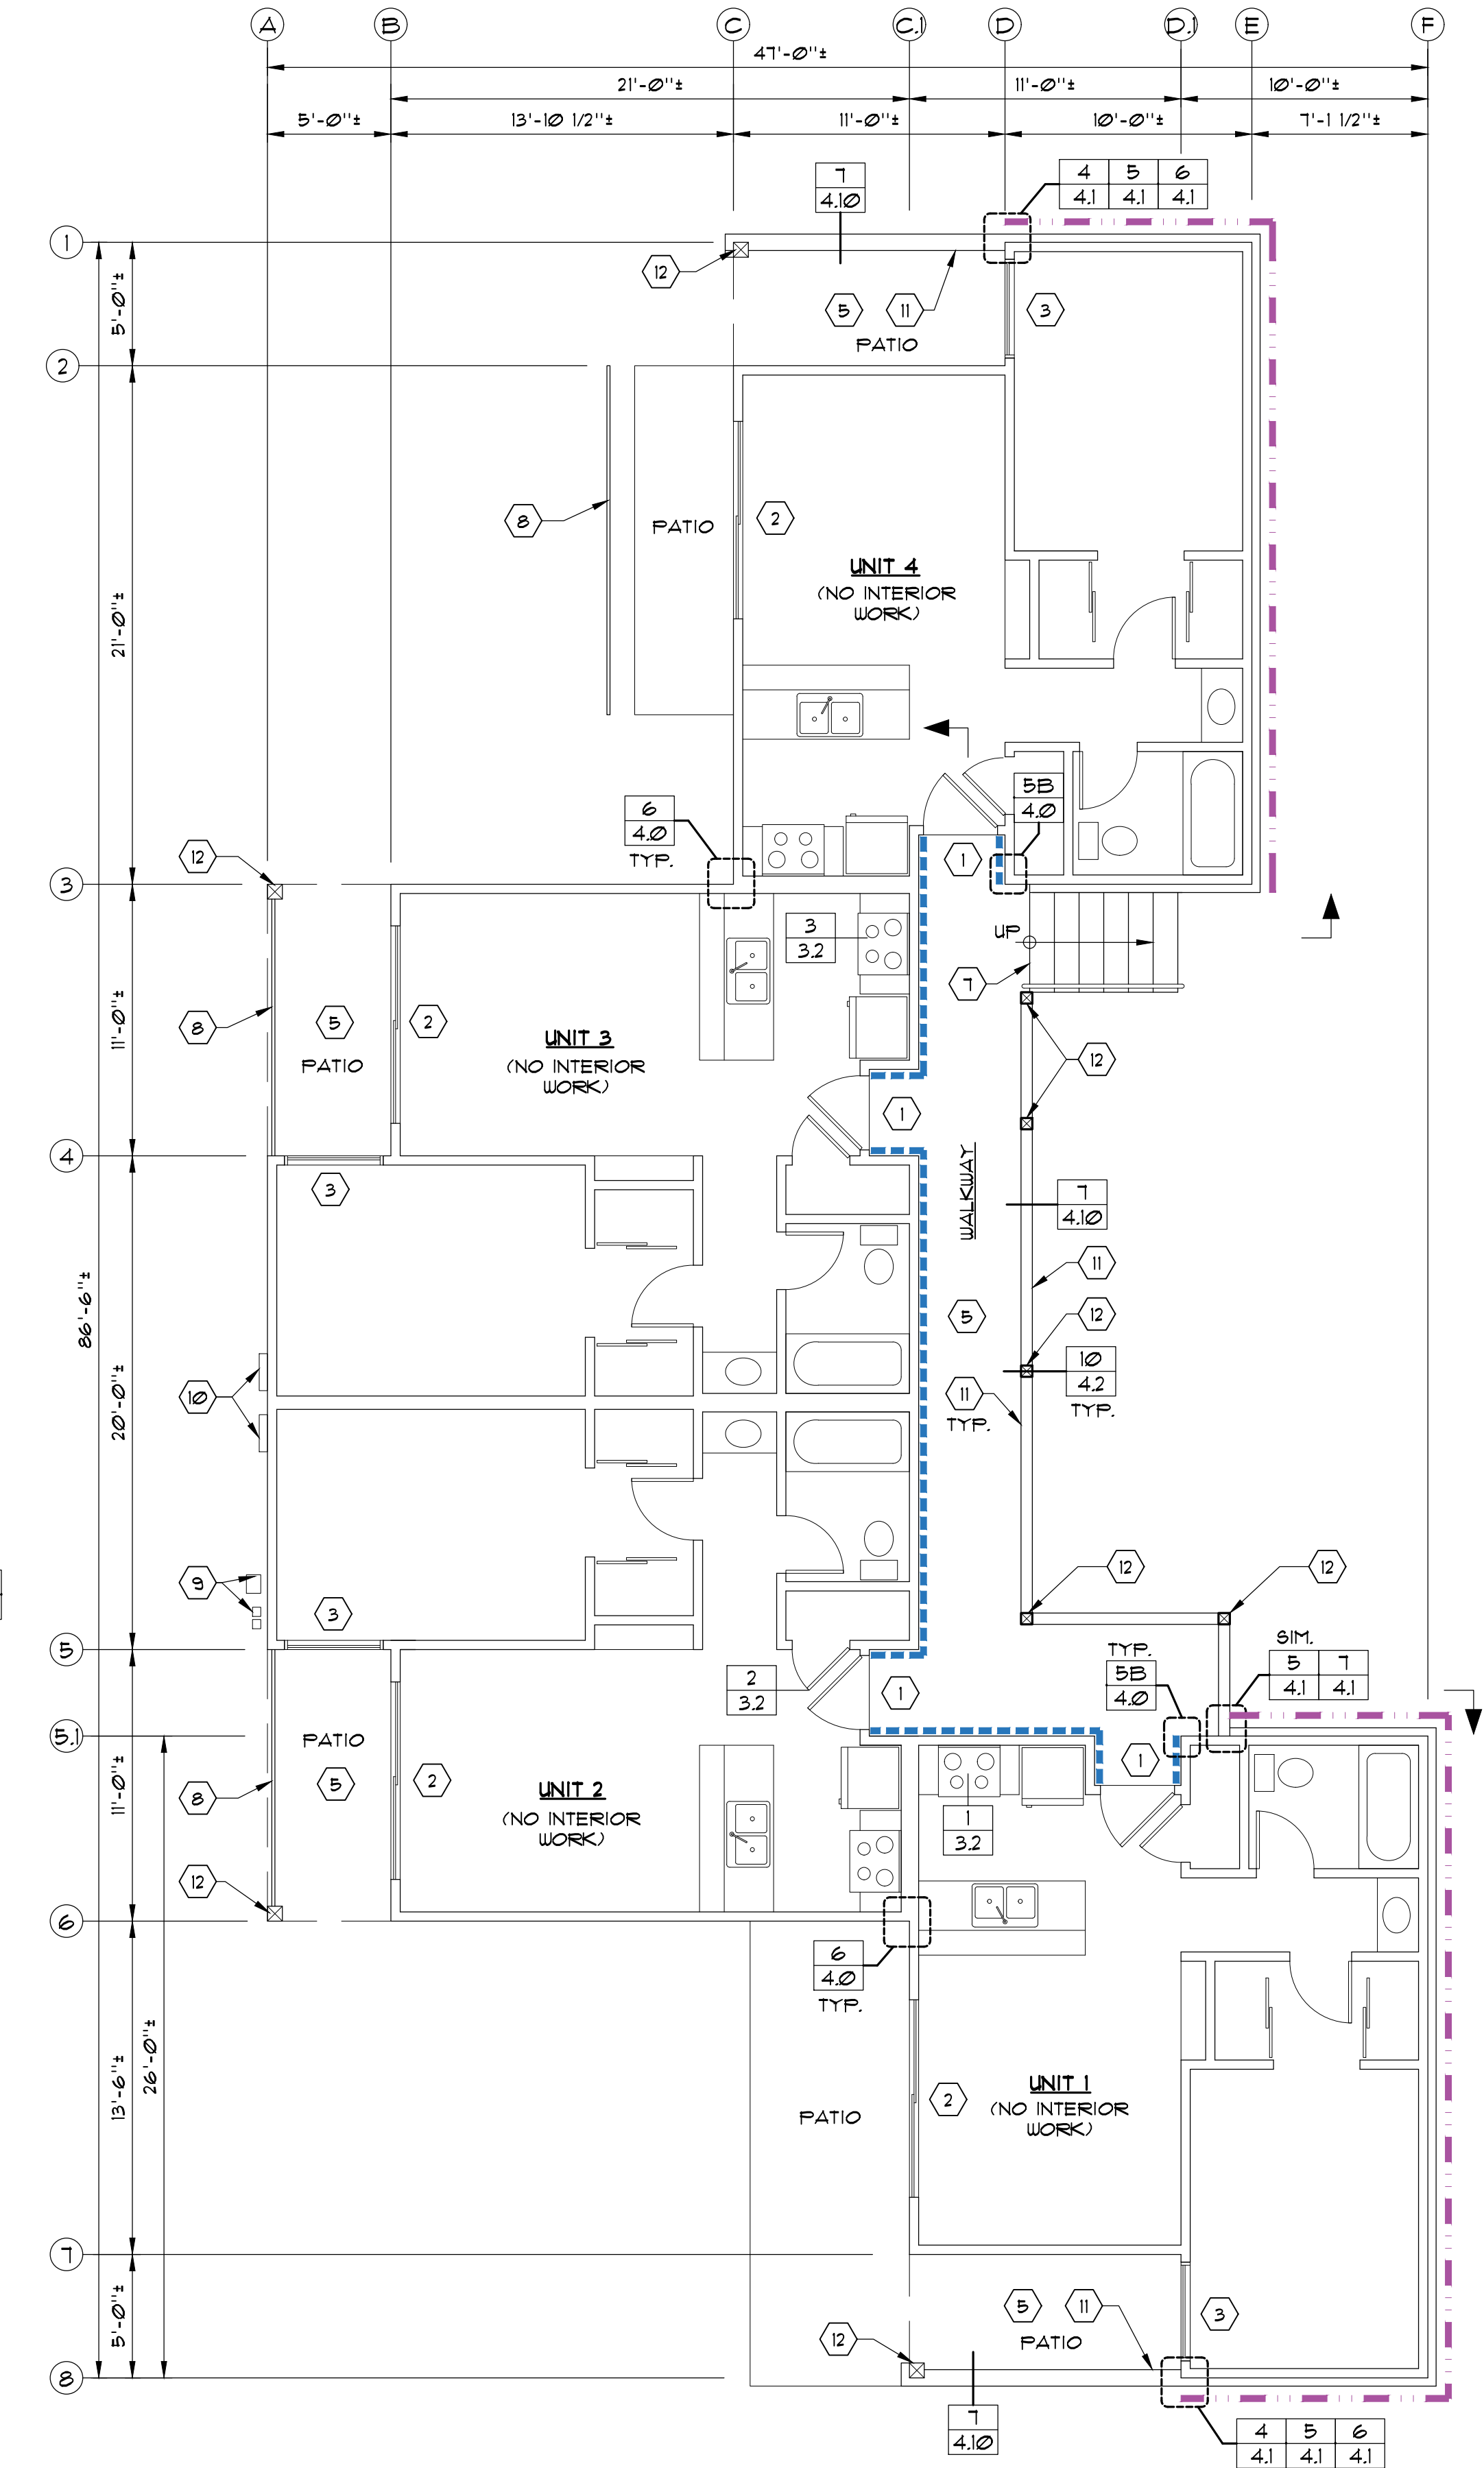 A B C C.1 D D.1 E F
47'-0"±
21'-0"± 11'-0"± 10'-0"±
5'-0"± 13'-10 1/2"± 11'-0"± 10'-0"± 7'-1 1/2"±
7
4.10
4 5 6
4.1 4.1 4.1
1
12
5 11 3
5'-0"±
PATIO
2
8
PATIO
2
21'-0"±
UNIT 4
(NO INTERIOR
WORK)
6
4.0
TYP.
5B
4.0
12
1
3
3
3.2
UP
7
8
5
2
11'-0"±
UNIT 3
(NO INTERIOR
WORK)
PATIO
12
1
4
3
WALKWAY
7
4.10
11
86'-6"±
5
12
10
4.2
TYP.
20'-0"±
10
11
TYP.
9
3
12
12
5
SIM.
5 7
4.1 4.1
TYP.
5B
4.0
2
3.2
1
5.1
PATIO
5
2
1
8
11'-0"±
UNIT 2
(NO INTERIOR
WORK)
1
3.2
12
6
6
4.0
TYP.
13'-6"±
26'-0"±
UNIT 1
(NO INTERIOR
WORK)
2
PATIO
7
5'-0"±
5 11 3
12
PATIO
8
7
4.10
4 5 6
4.1 4.1 4.1